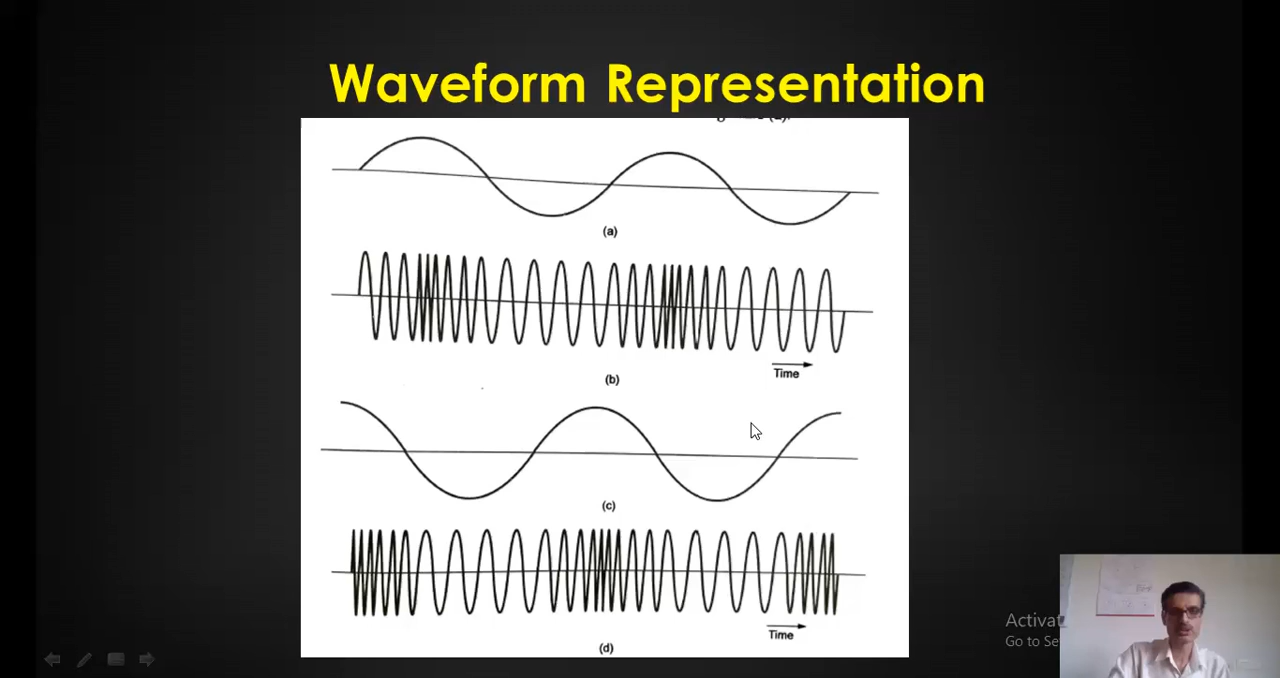 Waveform Representation
(a)
Time
(b)
(c)
Time
(d)
Activat
Go to Se